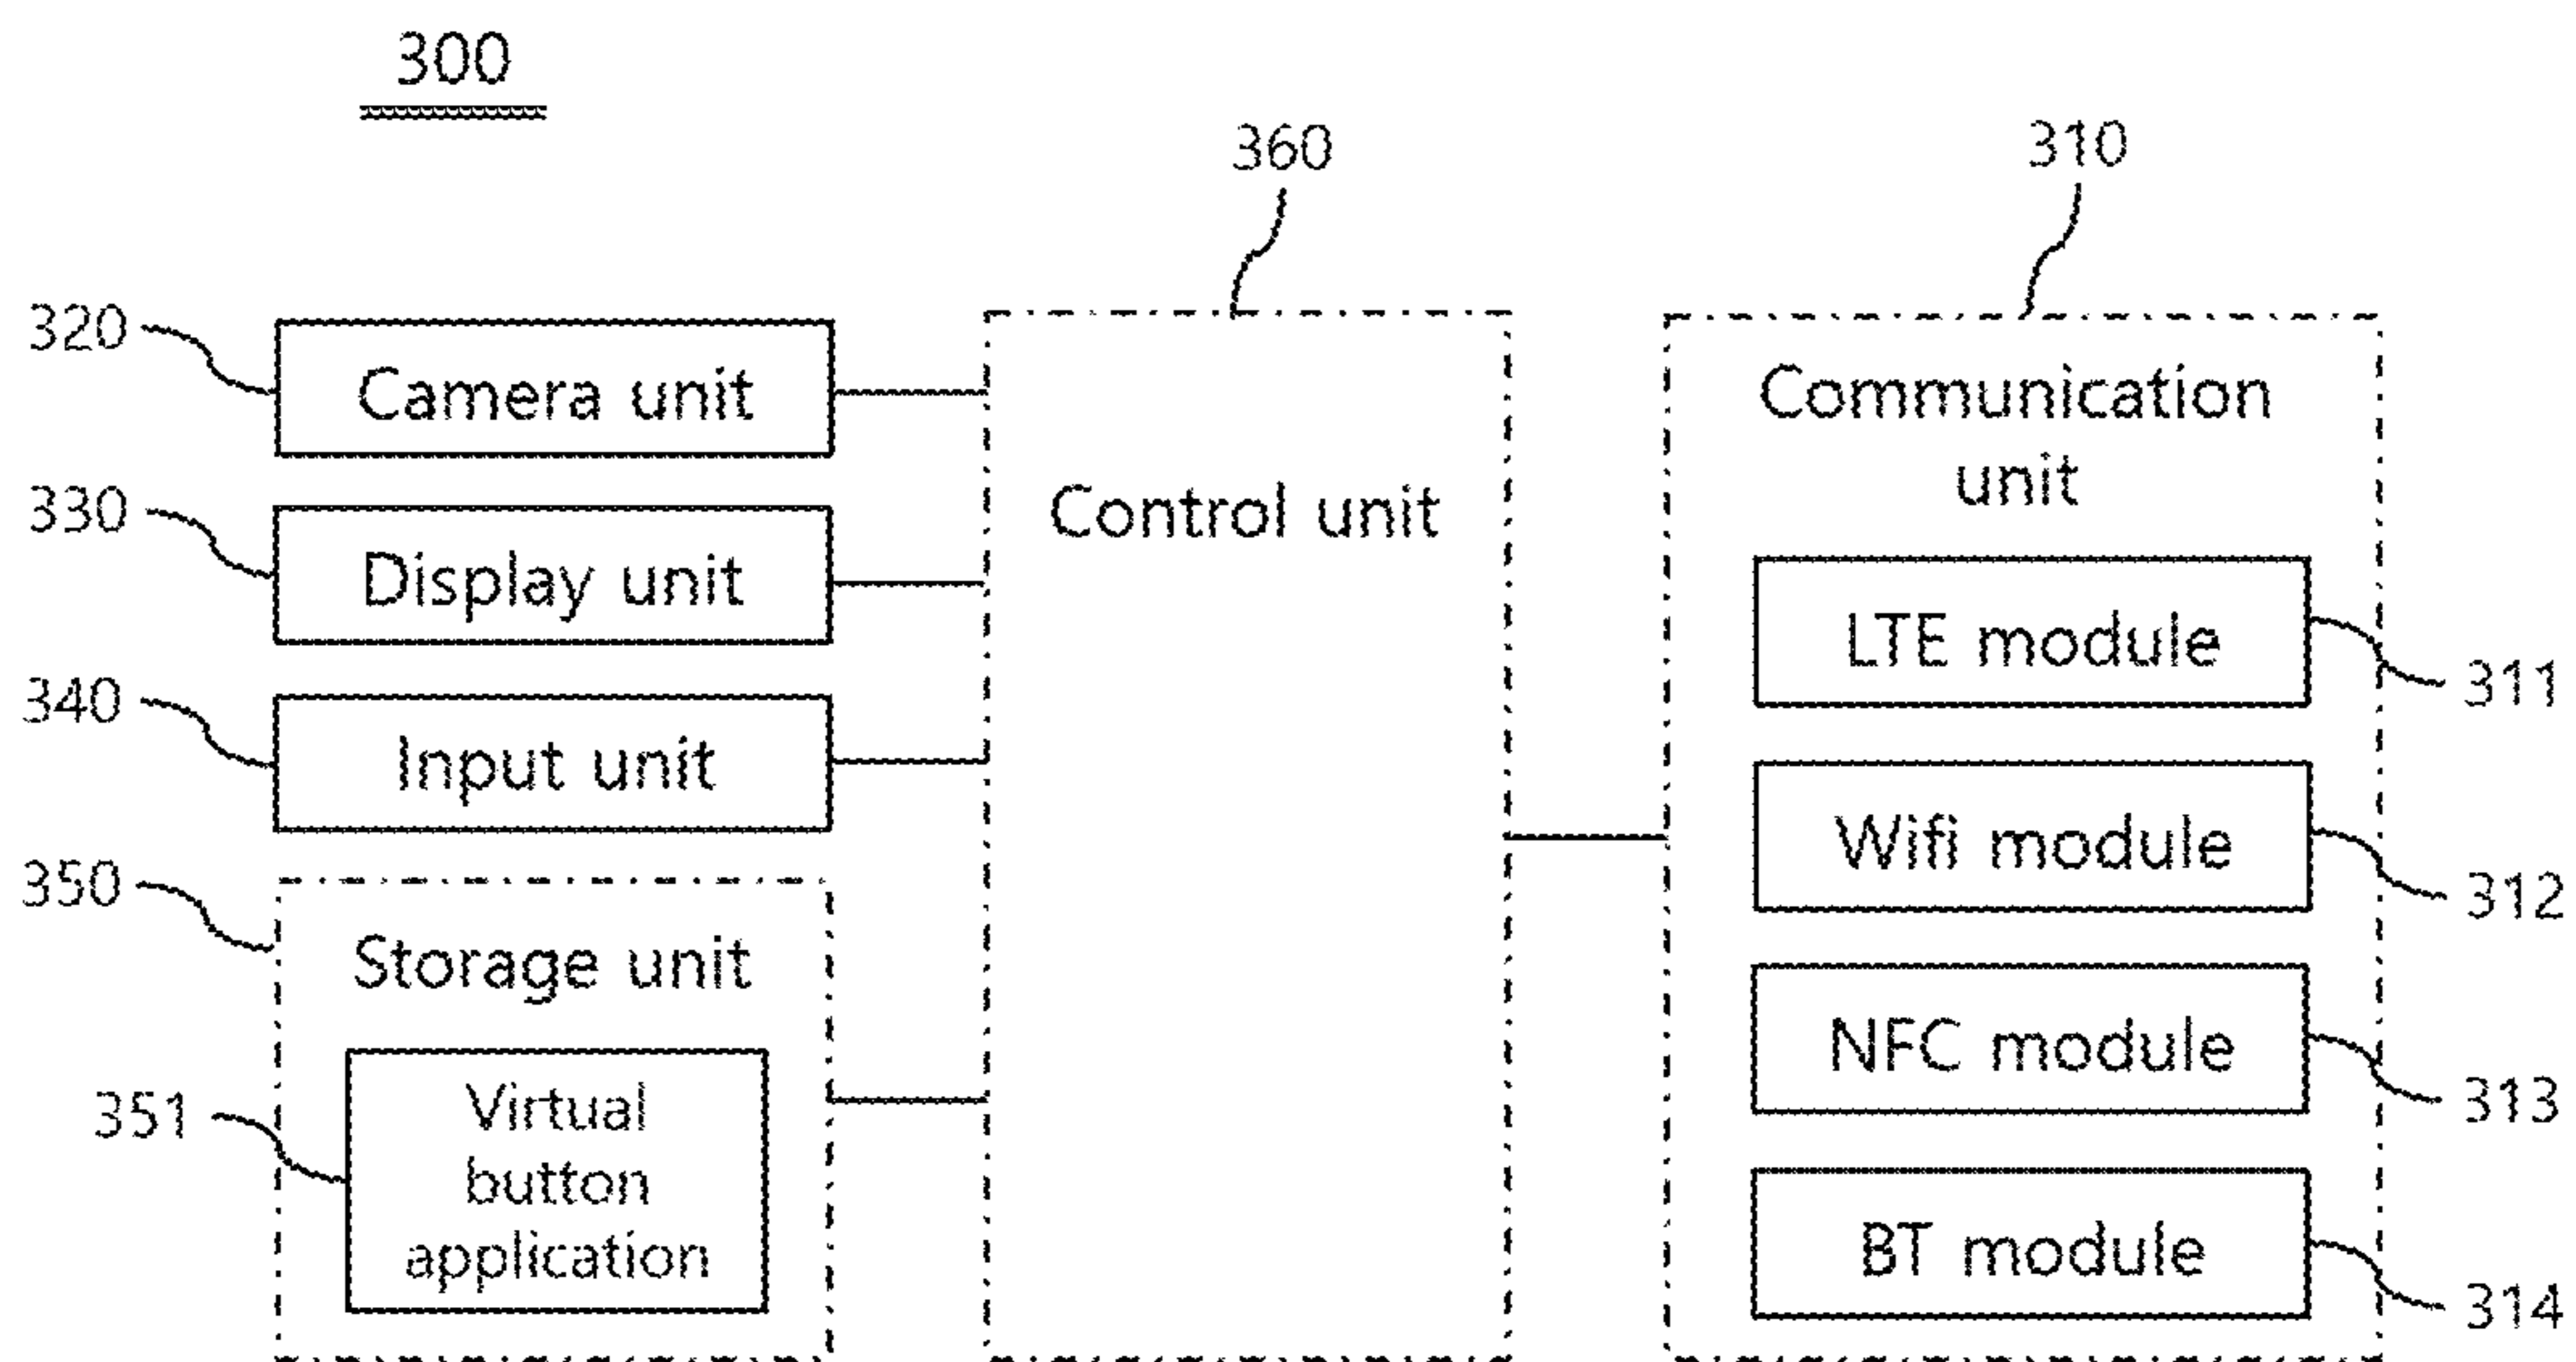 300
360
310
320
Camera unit
330
Display unit
340
Input unit
350
Storage unit
351
Virtual
button
application
Control unit
Communication
unit
LTE module
311
Wifi module
312
NFC module
313
BT module
314